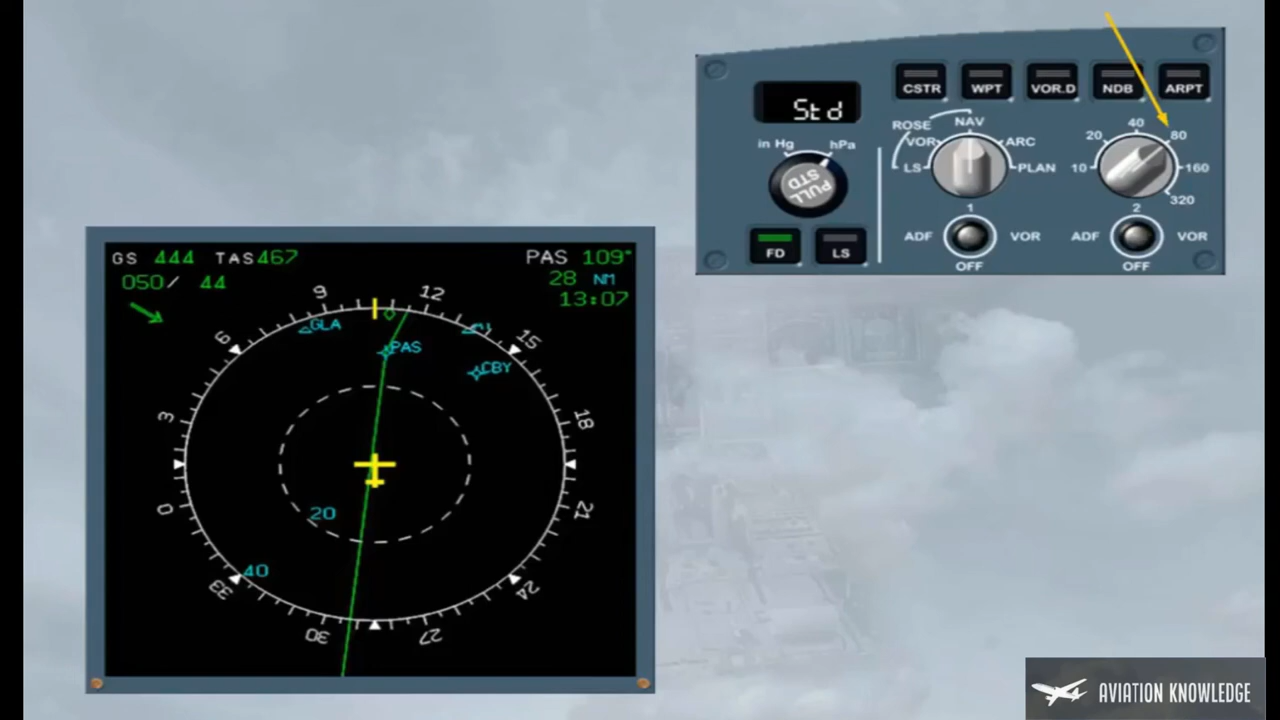 Std
in Hg
hPa
PULL
STD
FD
LS
CSTR
WPT
VOR.D
NDB
ARPT
ROSE
NAV
VOR
ARC
LS
PLAN
10
20
40
80
160
320
1
2
ADF
VOR
ADF
VOR
OFF
OFF
GS 444 TAS467
PAS 109°
050/ 44
28 NM
13:07
9
12
6
15
3
18
0
21
33
24
30
27
GLA
PAS
CBY
20
40
AVIATION KNOWLEDGE